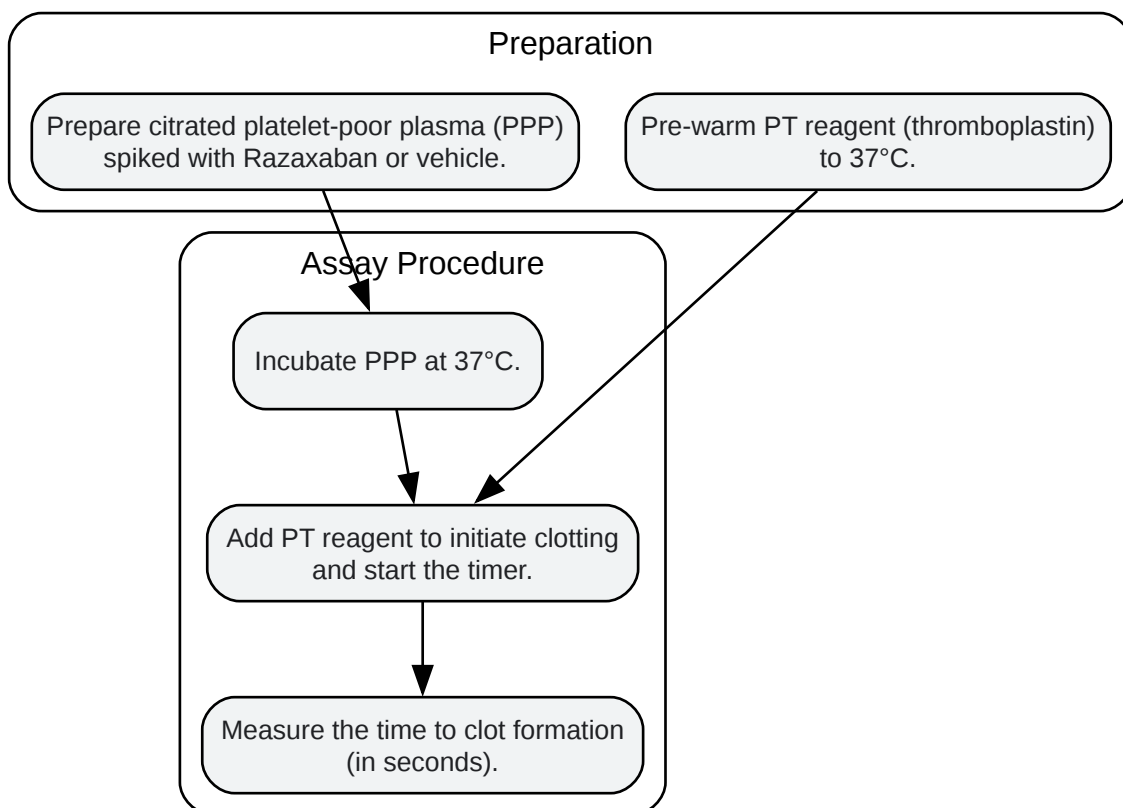 Preparation
Prepare citrated platelet-poor plasma (PPP)
spiked with Razaxaban or vehicle.
Pre-warm PT reagent (thromboplastin)
to 37°C.
Assay Procedure
Incubate PPP at 37°C.
Add PT reagent to initiate clotting
and start the timer.
Measure the time to clot formation
(in seconds).